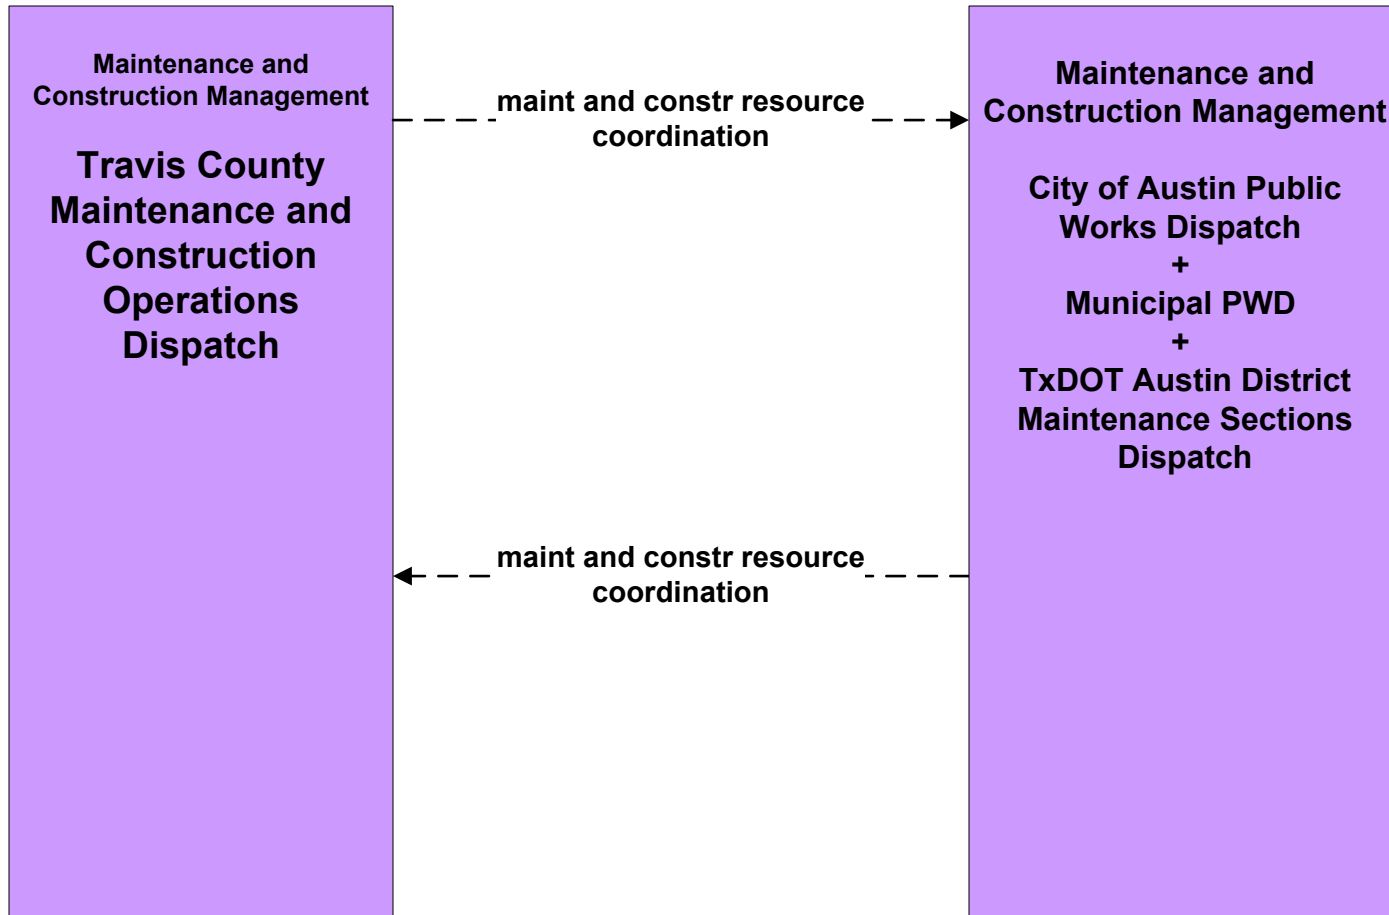 Maintenance and
Construction Management
Travis County
Maintenance and
Construction
Operations
Dispatch
maint and constr resource
coordination
Maintenance and
Construction Management
City of Austin Public
Works Dispatch
+
Municipal PWD
+
TxDOT Austin District
Maintenance Sections
Dispatch
maint and constr resource
coordination